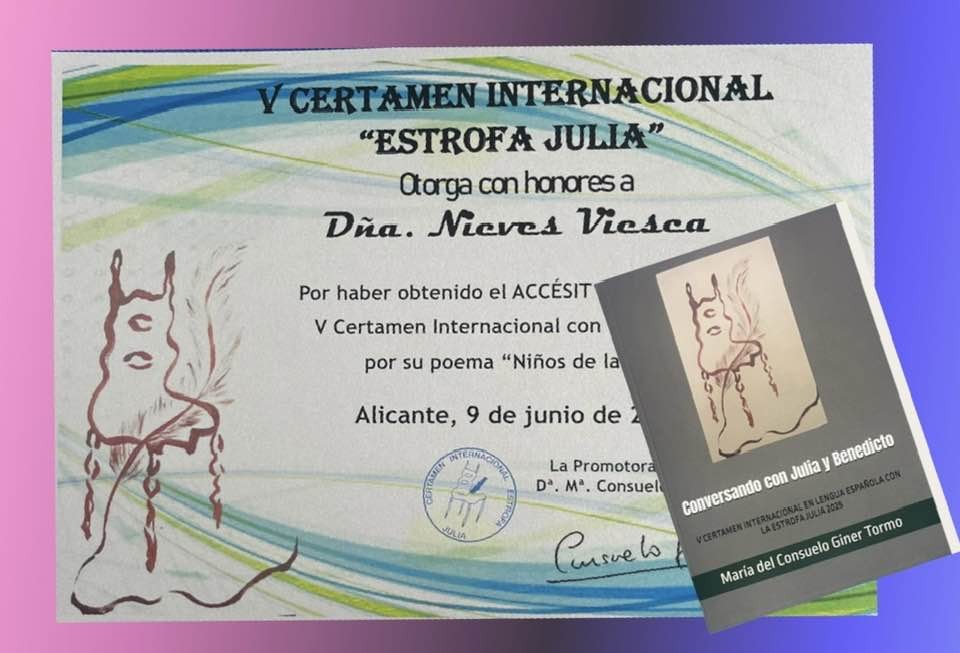 V CERTAMEN INTERNACIONAL
“ESTROFA JULIA”
Otorga con honores a
Dña. Nieves Viesca
Por haber obtenido el ACCÉSIT
V Certamen Internacional con
por su poema “Niños de la
Alicante, 9 de junio de 2
La Promotora
Dª. Mª. Consuelo
CERTAMEN INTERNACIONAL ESTROFA
JULIA
Consuelo
Conversando con Julia y Benedicto
V CERTAMEN INTERNACIONAL EN LENGUA ESPAÑOLA CON
LA ESTROFA JULIA 2025
María del Consuelo Giner Tormo